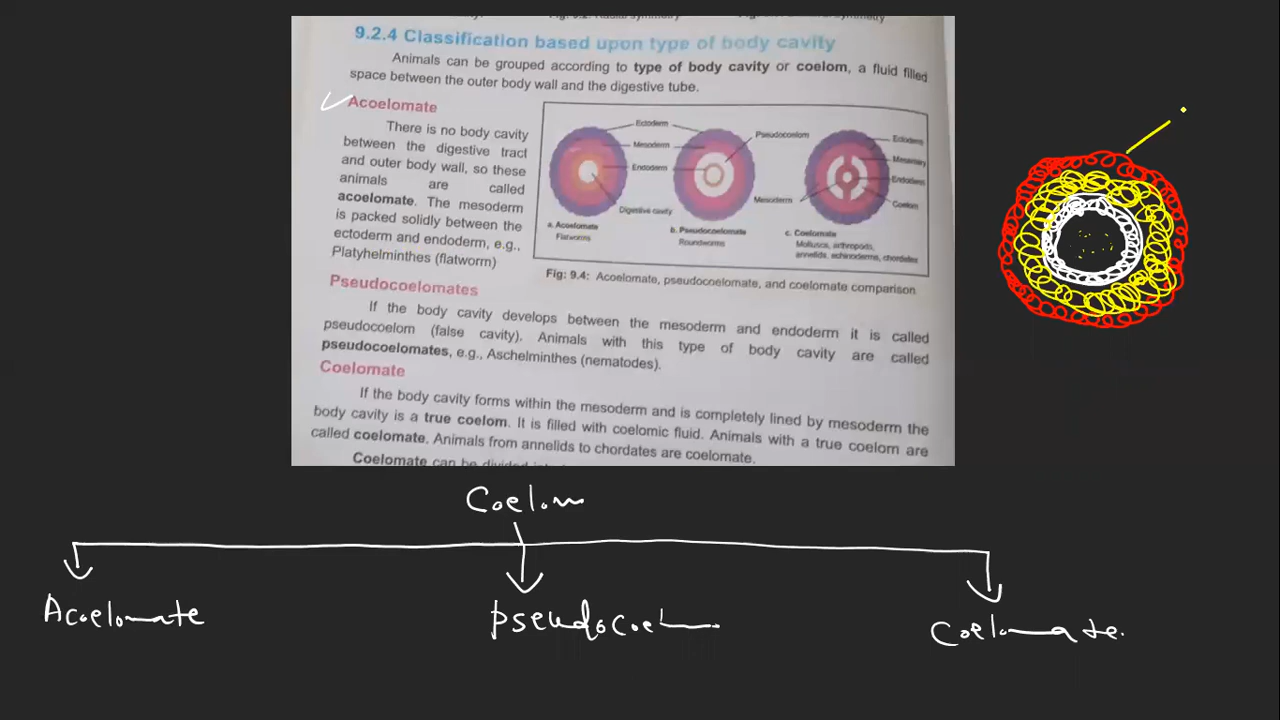 9.2.4 Classification based upon type of body cavity
Animals can be grouped according to type of body cavity or coelom, a fluid filled
space between the outer body wall and the digestive tube.
Acoelomate
There is no body cavity
between the digestive tract
and outer body wall, so these
animals are called
acoelomate. The mesoderm
is packed solidly between the
ectoderm and endoderm, e.g.,
Platyhelminthes (flatworm)
Ectoderm
Mesoderm
Endoderm
Digestive cavity
a. Acoelomate
Flatworms
Pseudocoelom
Mesoderm
b. Pseudocoelomate
Roundworms
Endoderm
Coelom
c. Coelomate
Molluscs, arthropods,
annelids, echinoderms, chordates
Fig: 9.4: Acoelomate, pseudocoelomate, and coelomate comparison
Pseudocoelomates
If the body cavity develops between the mesoderm and endoderm it is called
pseudocoelom (false cavity). Animals with this type of body cavity are called
pseudocoelomates, e.g., Aschelminthes (nematodes).
Coelomate
If the body cavity forms within the mesoderm and is completely lined by mesoderm the
body cavity is a true coelom. It is filled with coelomic fluid. Animals with a true coelom are
called coelomate. Animals from annelids to chordates are coelomate.
Coelomate can be divided
Coelom
Acoelomate
Pseudocoel
Coelomate.